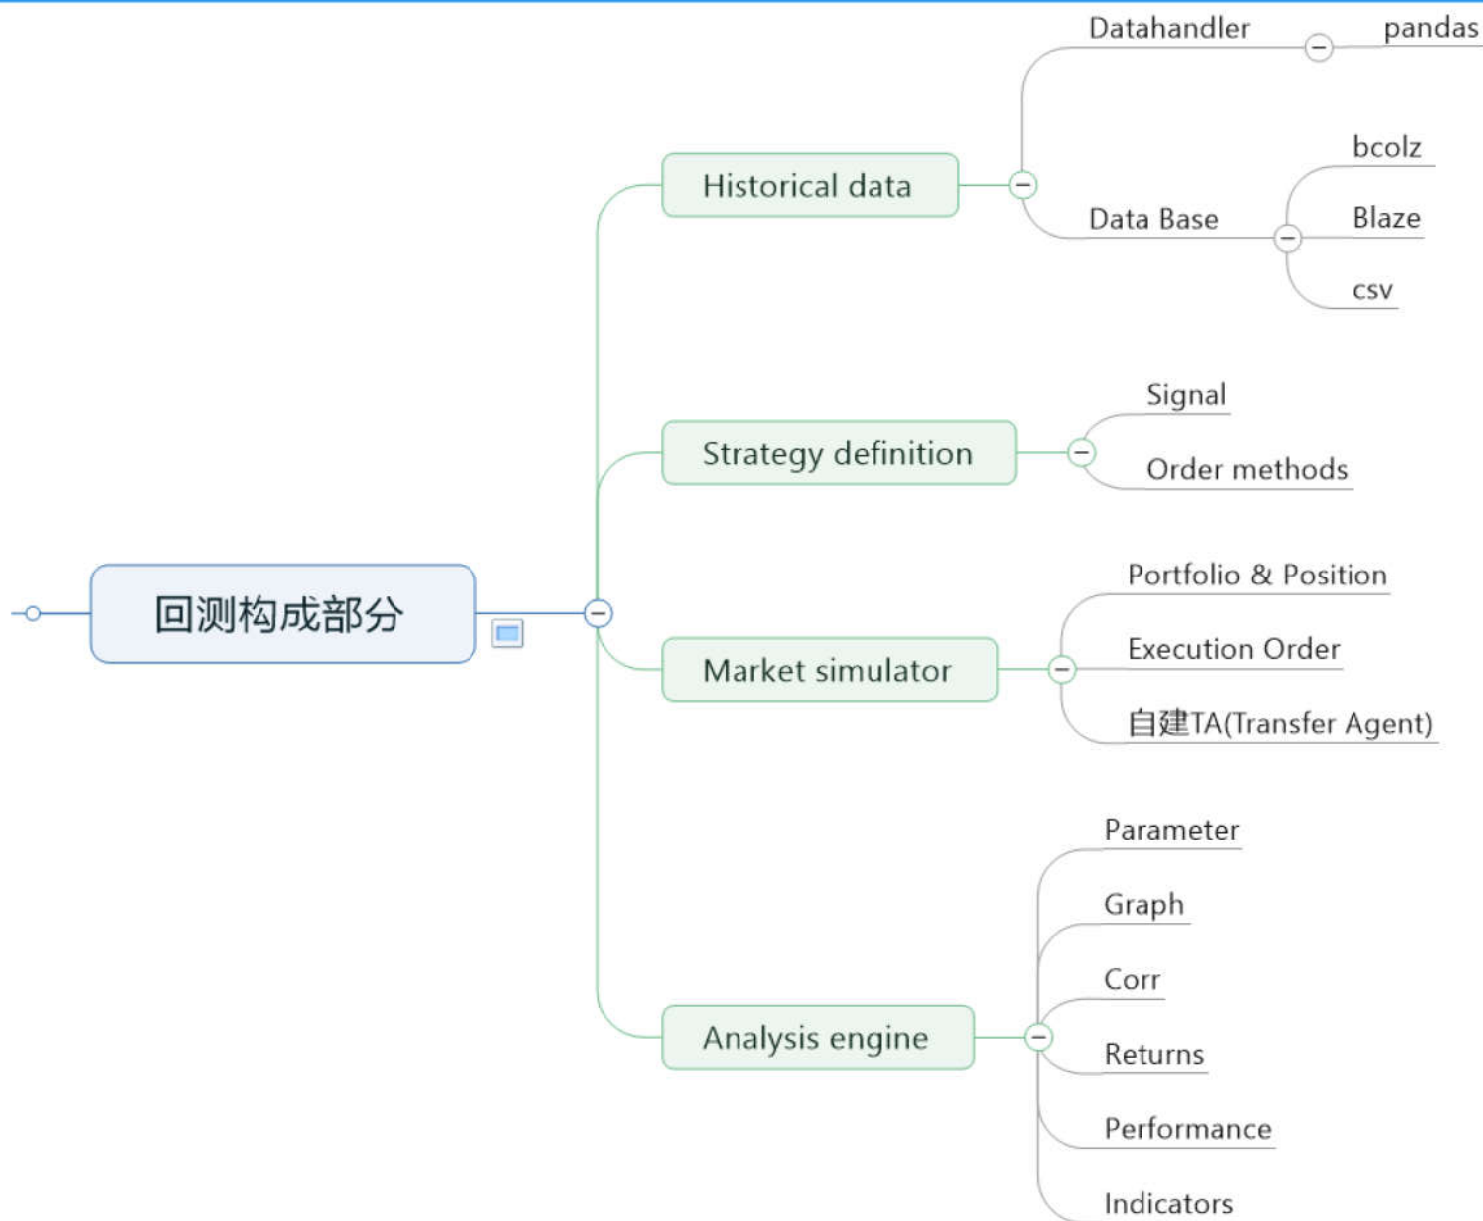 回测构成部分
Historical data
Datahandler
pandas
Data Base
bcolz
Blaze
csv
Strategy definition
Signal
Order methods
Market simulator
Portfolio & Position
Execution Order
自建TA(Transfer Agent)
Analysis engine
Parameter
Graph
Corr
Returns
Performance
Indicators